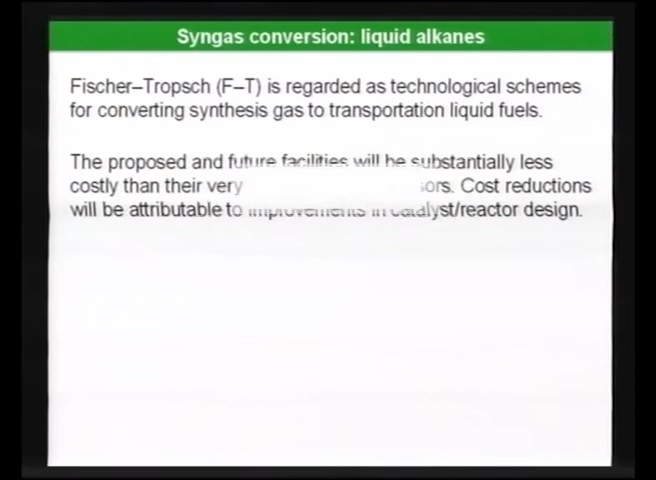 Syngas conversion: liquid alkanes
Fischer–Tropsch (F–T) is regarded as technological schemes
for converting synthesis gas to transportation liquid fuels.
The proposed and future facilities will be substantially less
costly than their very Cost reductions
will be attributable to improvements in catalyst/reactor design.